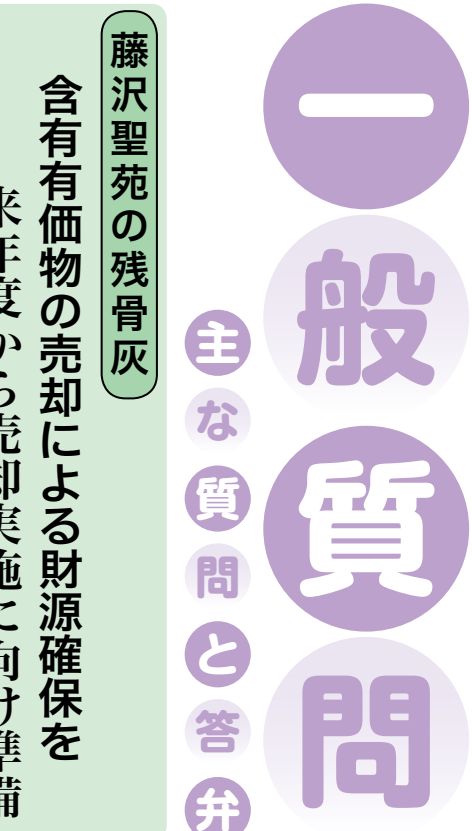 一般質問
主な質問と答弁
藤沢聖苑の残骨灰
含有有価物の売却による財源確保を
来年度から売却実施に向け準備